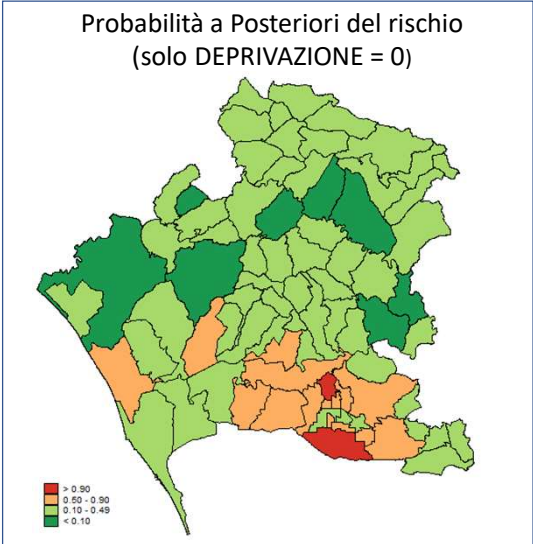 Probabilità a Posteriori del rischio
(solo DEPRIVAZIONE = 0)
> 0.90
0.50 - 0.90
0.10 - 0.49
< 0.10